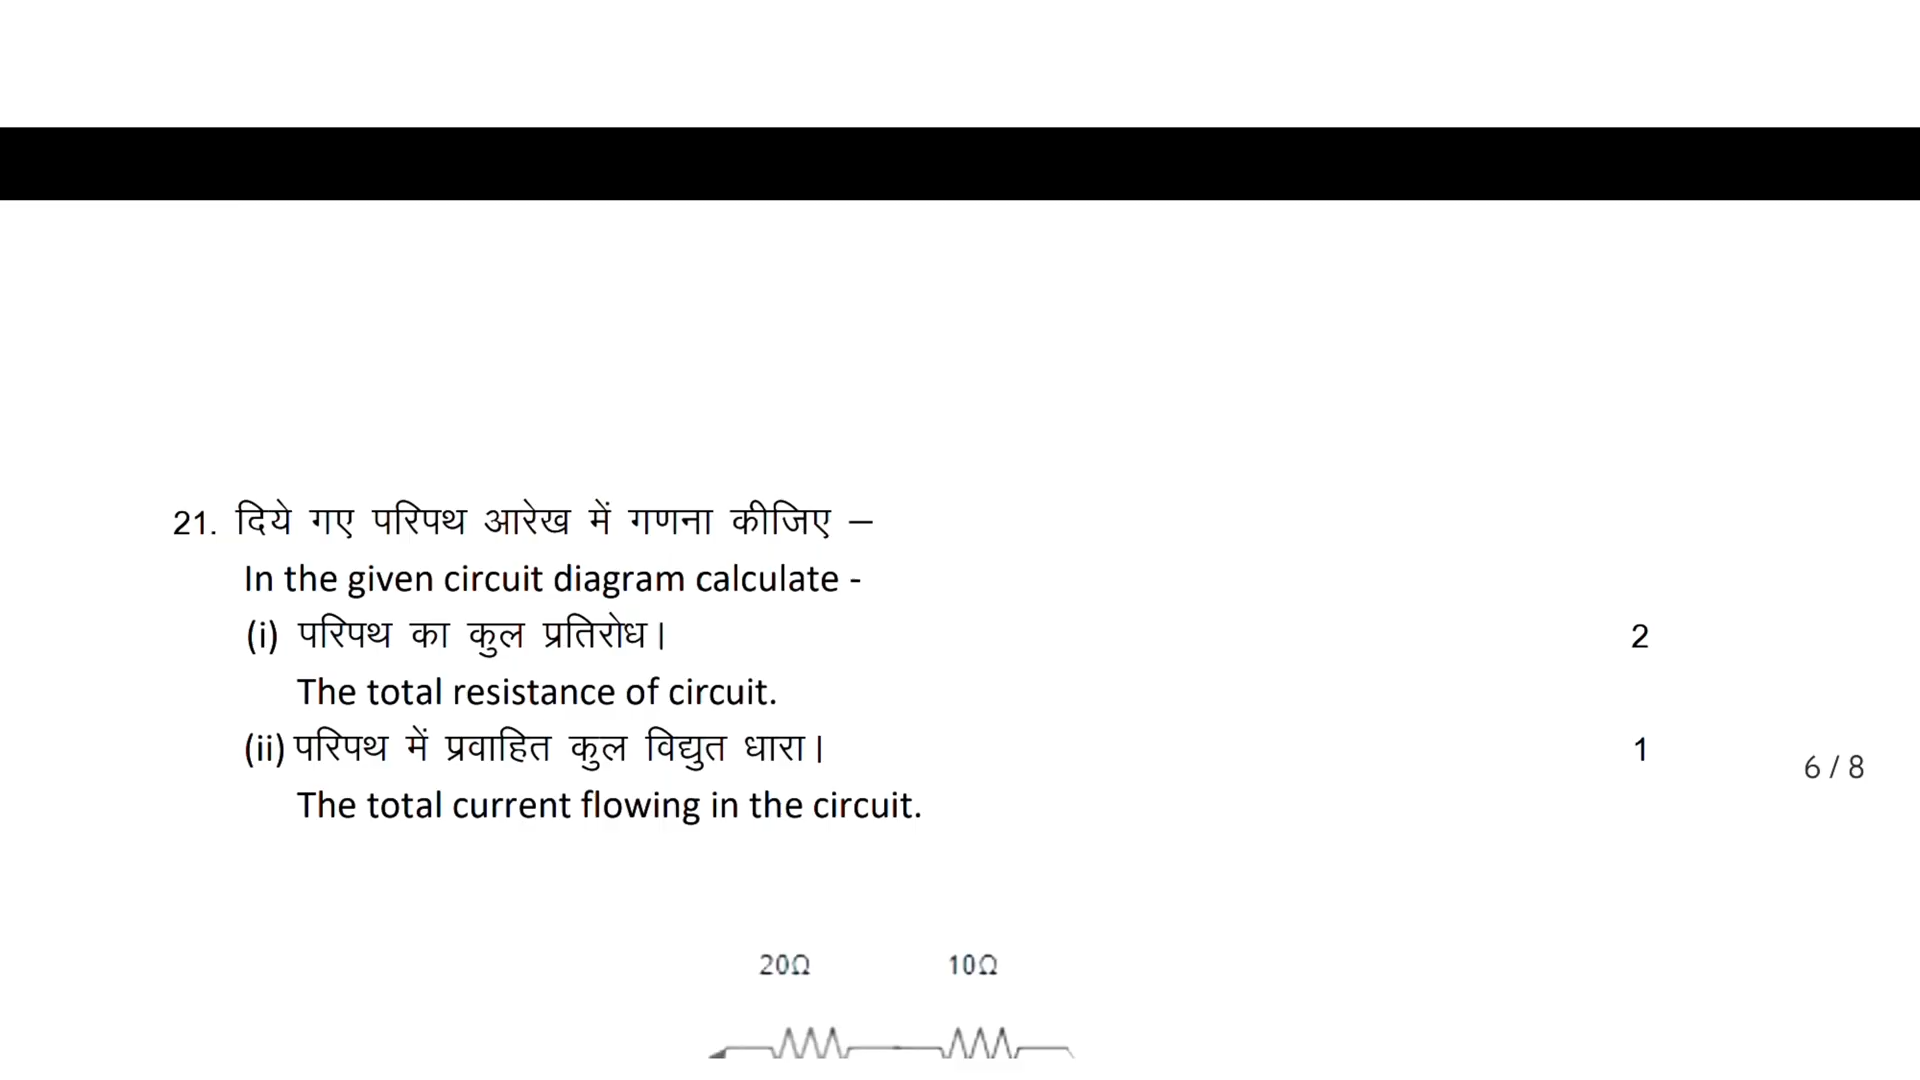 21. दिये गए परिपथ आरेख में गणना कीजिए –
In the given circuit diagram calculate -
(i) परिपथ का कुल प्रतिरोध। 2
The total resistance of circuit.
(ii) परिपथ में प्रवाहित कुल विद्युत धारा। 1
6 / 8
The total current flowing in the circuit.
20Ω 10Ω